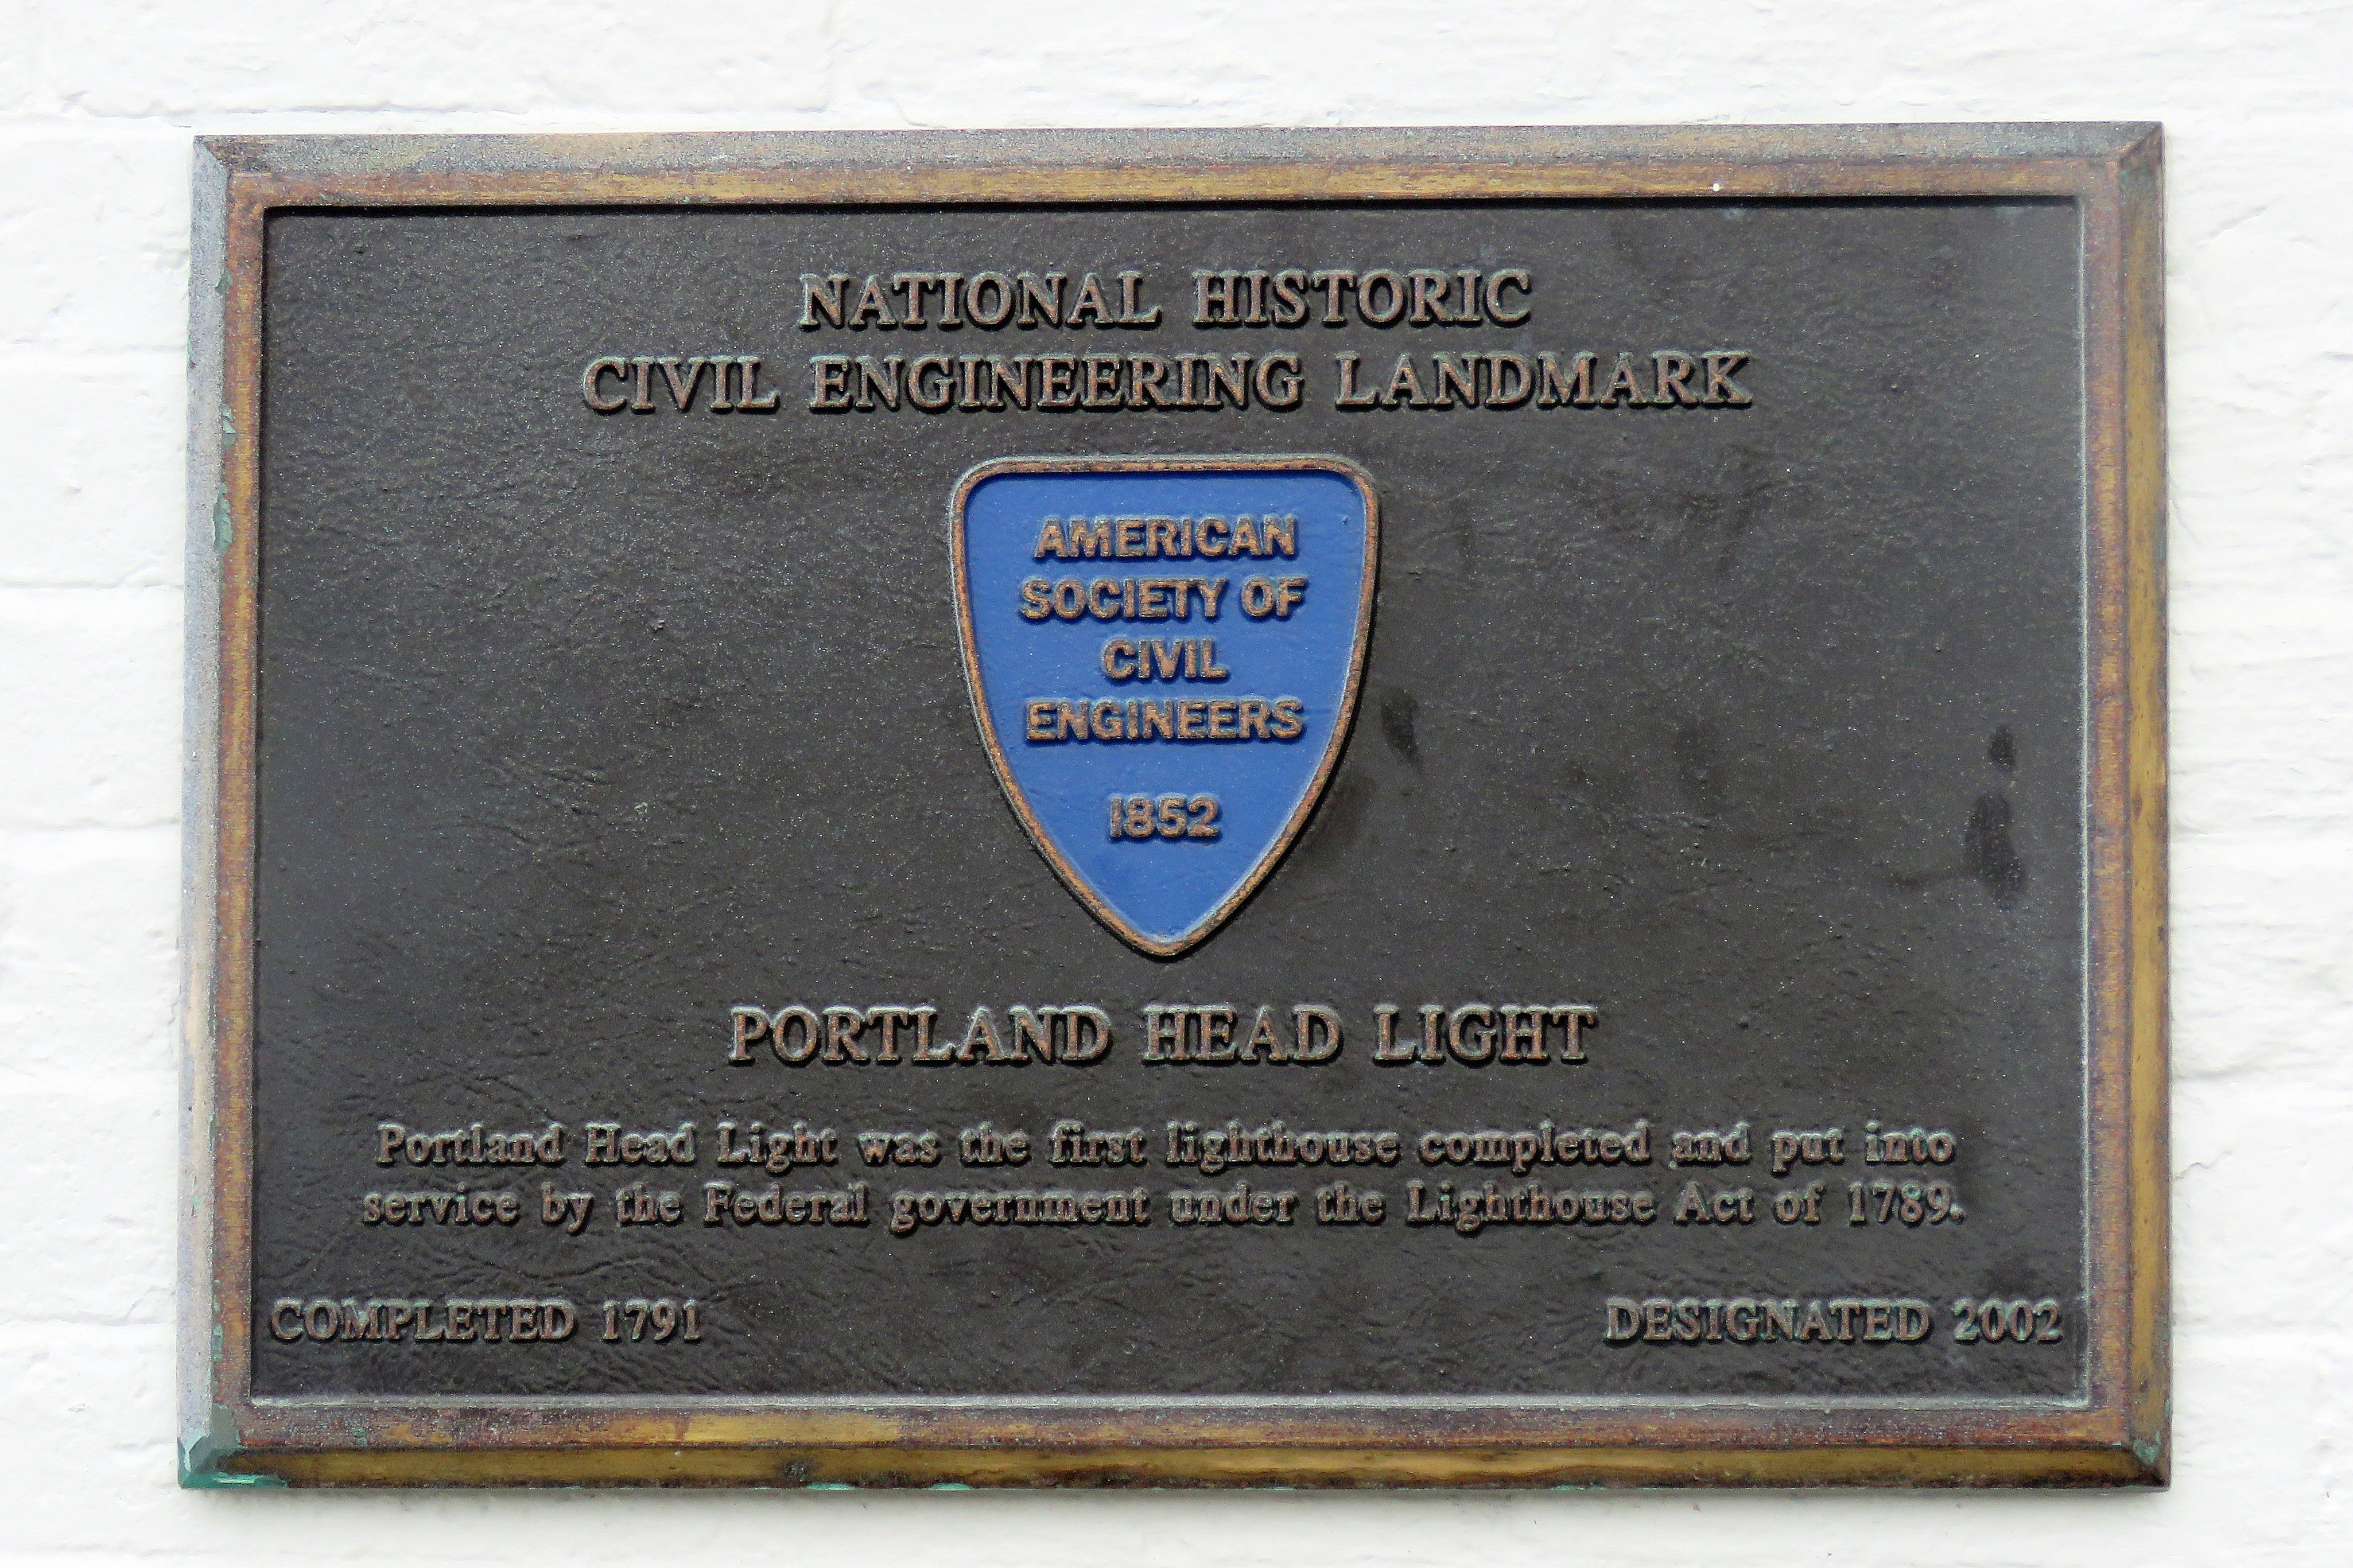 NATIONAL HISTORIC
CIVIL ENGINEERING LANDMARK
AMERICAN
SOCIETY OF
CIVIL
ENGINEERS
1852
PORTLAND HEAD LIGHT
Portland Head Light was the first lighthouse completed and put into
service by the Federal government under the Lighthouse Act of 1789.
COMPLETED 1791 DESIGNATED 2002